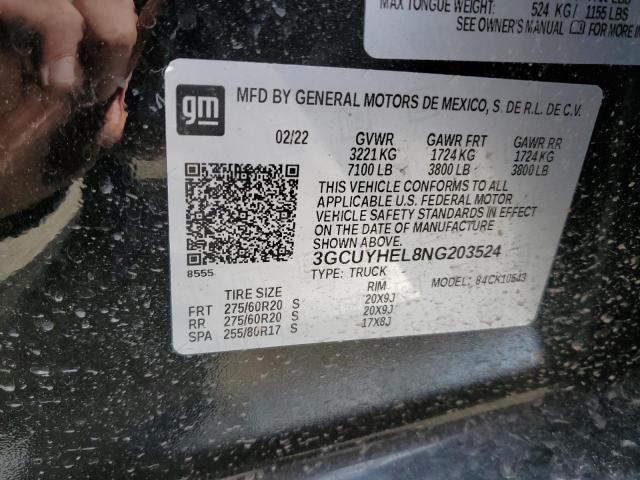 MAX TONGUE WEIGHT: 524 KG / 1155 LBS
SEE OWNER'S MANUAL FOR MORE IN
gm
MFD BY GENERAL MOTORS DE MEXICO, S. DE R.L. DE C.V.
02/22 GVWR GAWR FRT GAWR RR
3221 KG 1724 KG 1724 KG
7100 LB 3800 LB 3800 LB
THIS VEHICLE CONFORMS TO ALL
APPLICABLE U.S. FEDERAL MOTOR
VEHICLE SAFETY STANDARDS IN EFFECT
ON THE DATE OF MANUFACTURE
SHOWN ABOVE.
3GCUYHEL8NG203524
8555
TYPE: TRUCK MODEL: 84CK10543
TIRE SIZE RIM
FRT 275/60R20 S 20X9J
RR 275/60R20 S 20X9J
SPA 255/80R17 S 17X8J